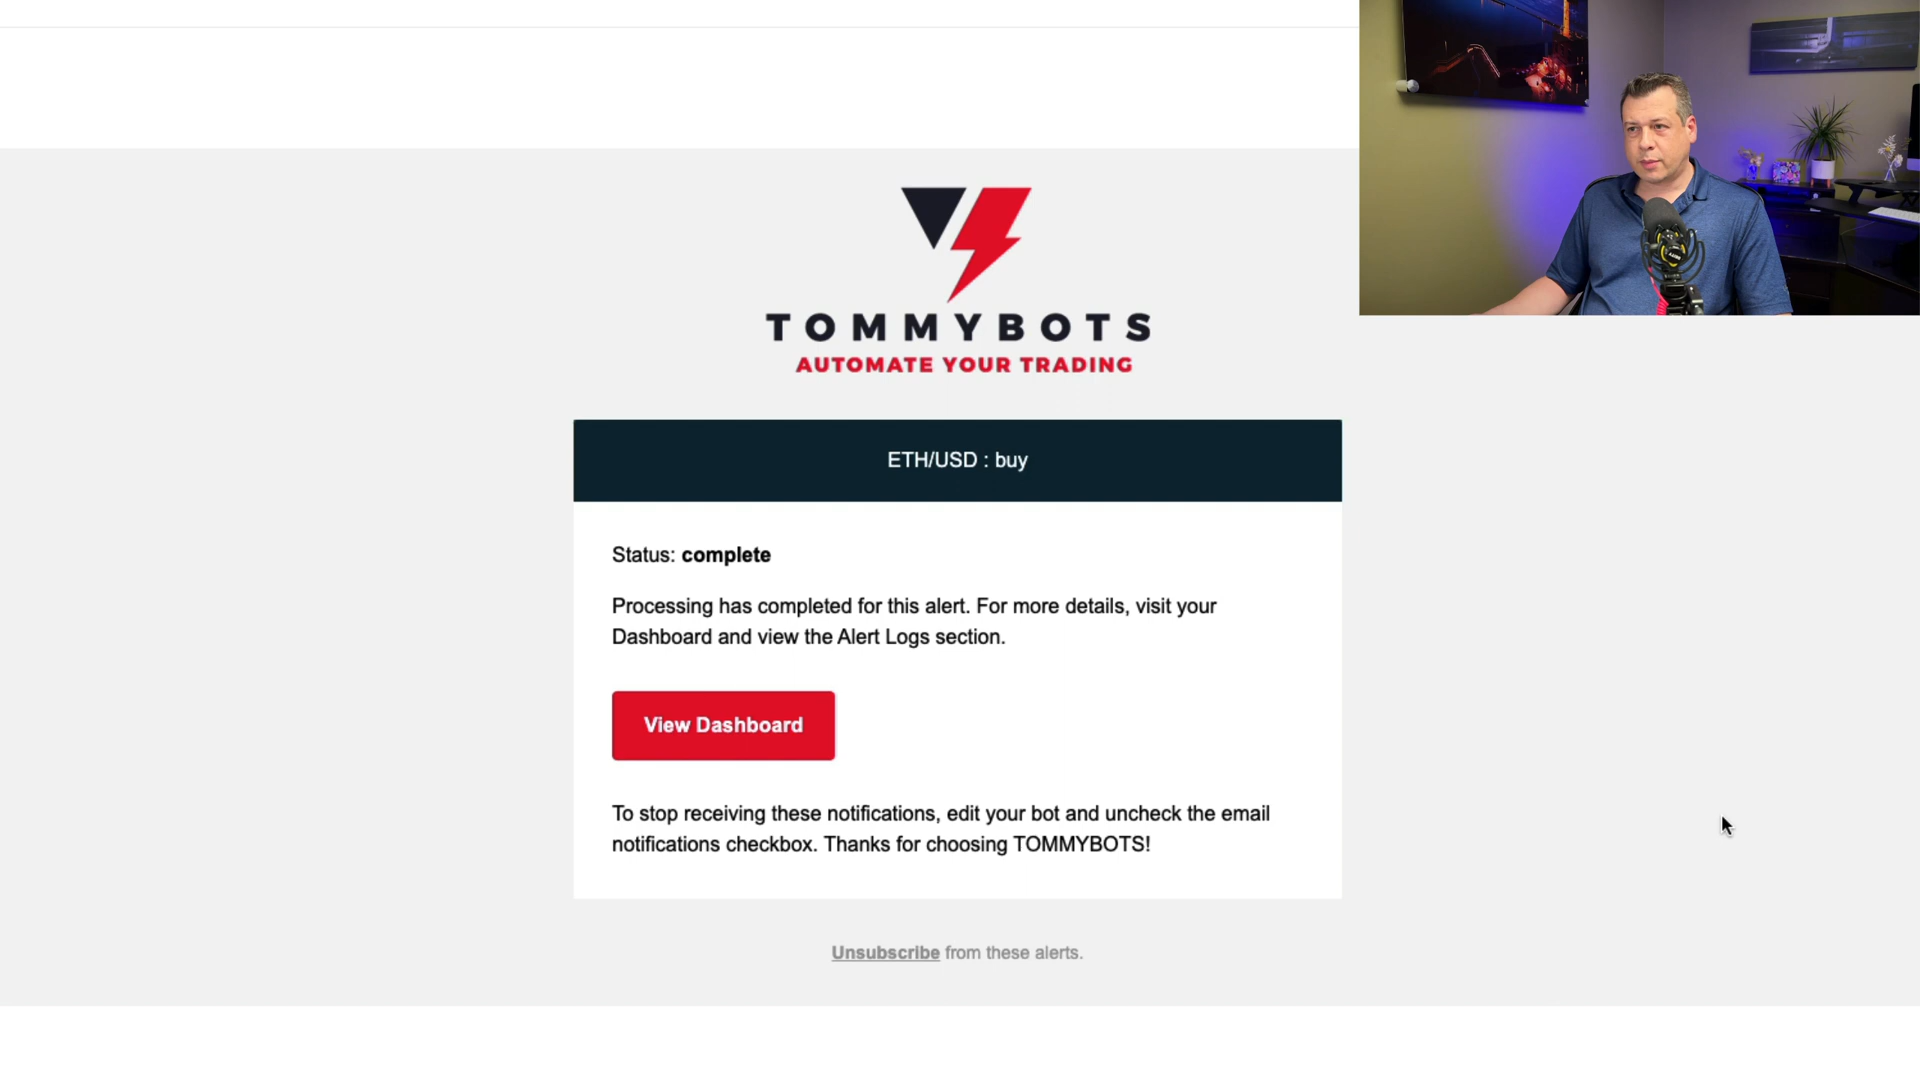 TOMMYBOTS
AUTOMATE YOUR TRADING
ETH/USD : buy
Status: complete
Processing has completed for this alert. For more details, visit your
Dashboard and view the Alert Logs section.
View Dashboard
To stop receiving these notifications, edit your bot and uncheck the email
notifications checkbox. Thanks for choosing TOMMYBOTS!
Unsubscribe from these alerts.